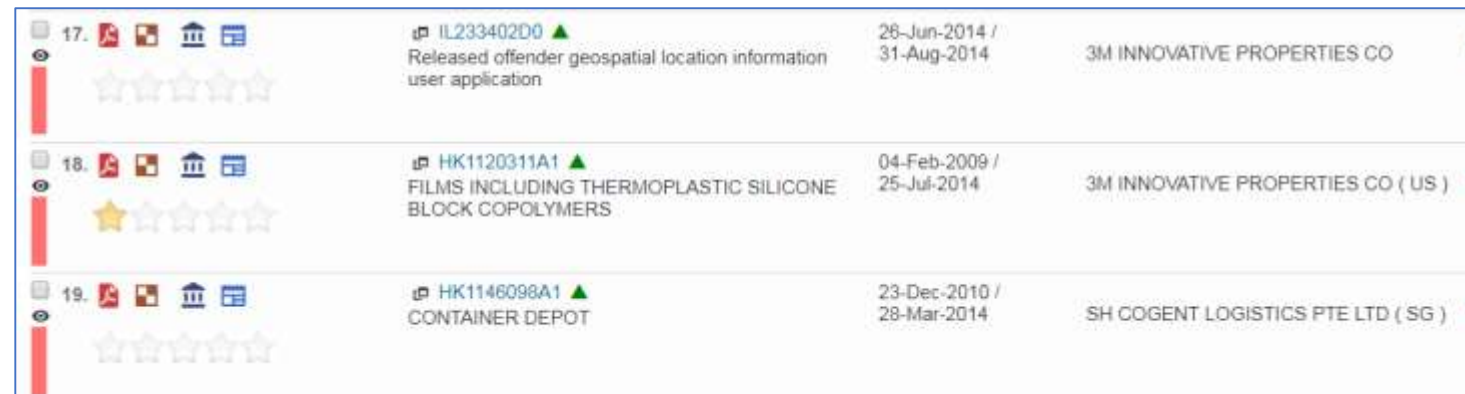 17. IL233402D0 26-Jun-2014 /
Released offender geospatial location information 31-Aug-2014 3M INNOVATIVE PROPERTIES CO
user application
18. HK1120311A1 04-Feb-2009 /
FILMS INCLUDING THERMOPLASTIC SILICONE 25-Jul-2014 3M INNOVATIVE PROPERTIES CO ( US )
BLOCK COPOLYMERS
19. HK1146098A1 23-Dec-2010 /
CONTAINER DEPOT 28-Mar-2014 SH COGENT LOGISTICS PTE LTD ( SG )